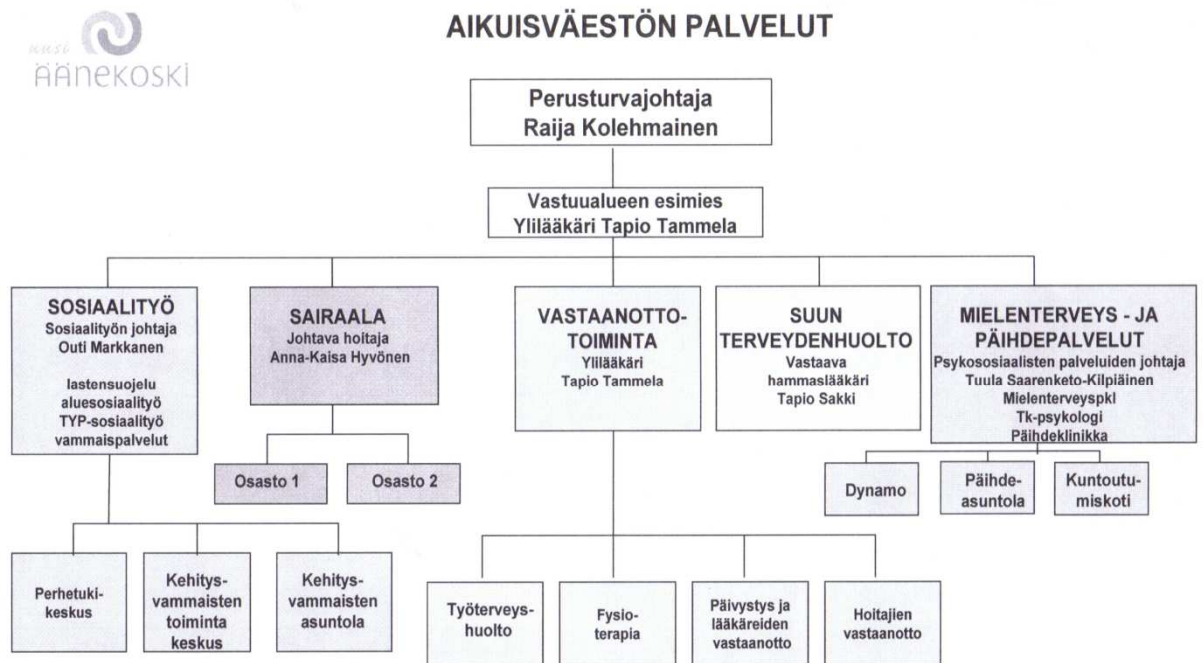 uusi
äänekoski
AIKUISVÄESTÖN PALVELUT
Perusturvajohtaja
Raija Kolehmainen
Vastuualueen esimies
Ylilääkäri Tapio Tammela
SOSIAALITYÖ
Sosiaalityön johtaja
Outi Markkanen
lastensuojelu
aluesosiaalityö
TYP-sosiaalityö
vammaispalvelut
SAIRAALA
Johtava hoitaja
Anna-Kaisa Hyvönen
VASTAANOTTO-
TOIMINTA
Ylilääkäri
Tapio Tammela
SUUN
TERVEYDENHUOLTO
Vastaava
hammaslääkäri
Tapio Sakki
MIELENTERVEYS - JA
PÄIHDEPALVELUT
Psykososiaalisten palveluiden johtaja
Tuula Saarenketo-Kilpiäinen
Mielenterveyspkl
Tk-psykologi
Päihdeklinikka
Osasto 1
Osasto 2
Dynamo
Päihde-
asuntola
Kuntoutu-
miskoti
Perhetuki-
keskus
Kehitys-
vammaisten
toiminta
keskus
Kehitys-
vammaisten
asuntola
Työterveys-
huolto
Fysio-
terapia
Päivystys ja
lääkäreiden
vastaanotto
Hoitajien
vastaanotto